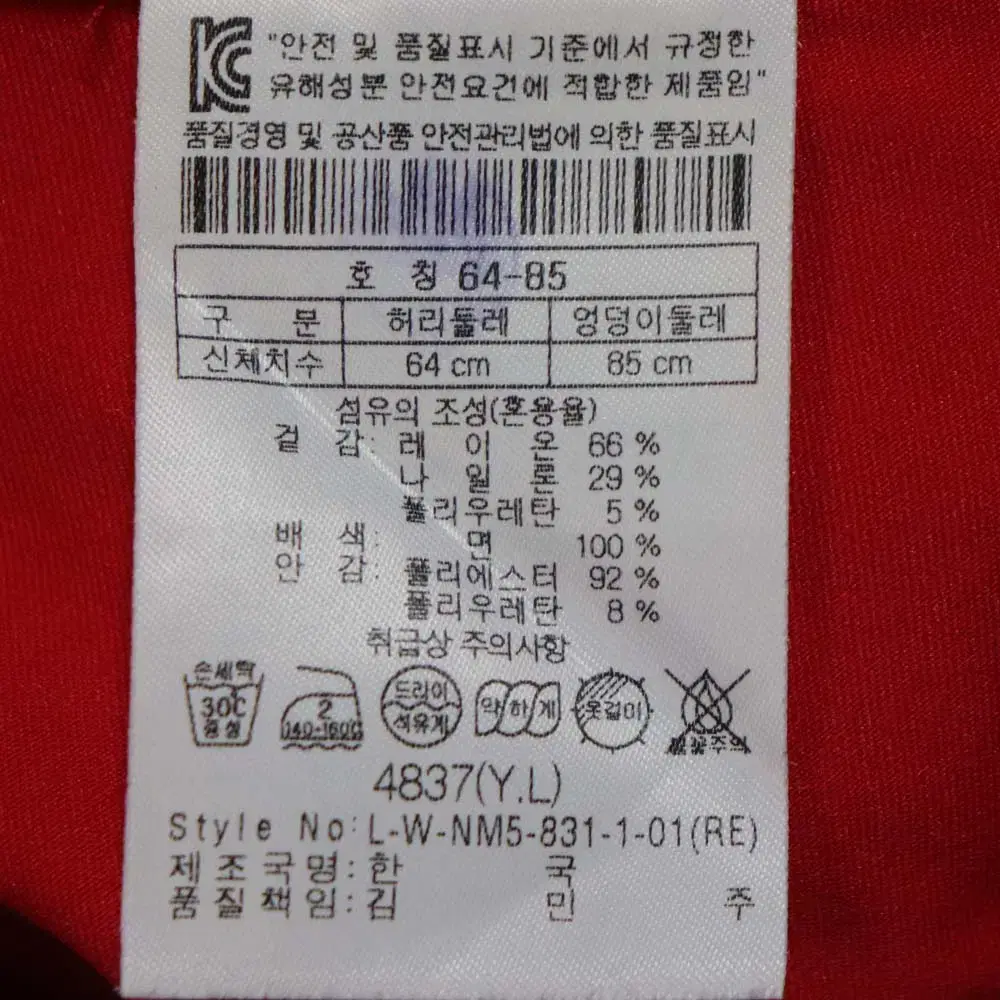 KC "안전 및 품질표시 기준에서 규정한
유해성분 안전요건에 적합한 제품임"
품질경영 및 공산품 안전관리법에 의한 품질표시
호 칭 64-85
구 분 허리둘레 엉덩이둘레
신체치수 64 cm 85 cm
섬유의 조성(혼용율)
겉 감: 레 이 온 66 %
나 일 론 29 %
폴리우레탄 5 %
배 색: 면 100 %
안 감: 폴리에스터 92 %
폴리우레탄 8 %
취급상 주의사항
손세탁 30C 중성
2 140-160C
드라이 석유계
약하게
옷걸이
불꽃주의
4837(Y.L)
Style No: L-W-NM5-831-1-01(RE)
제조국명: 한 국
품질책임: 김 민 주